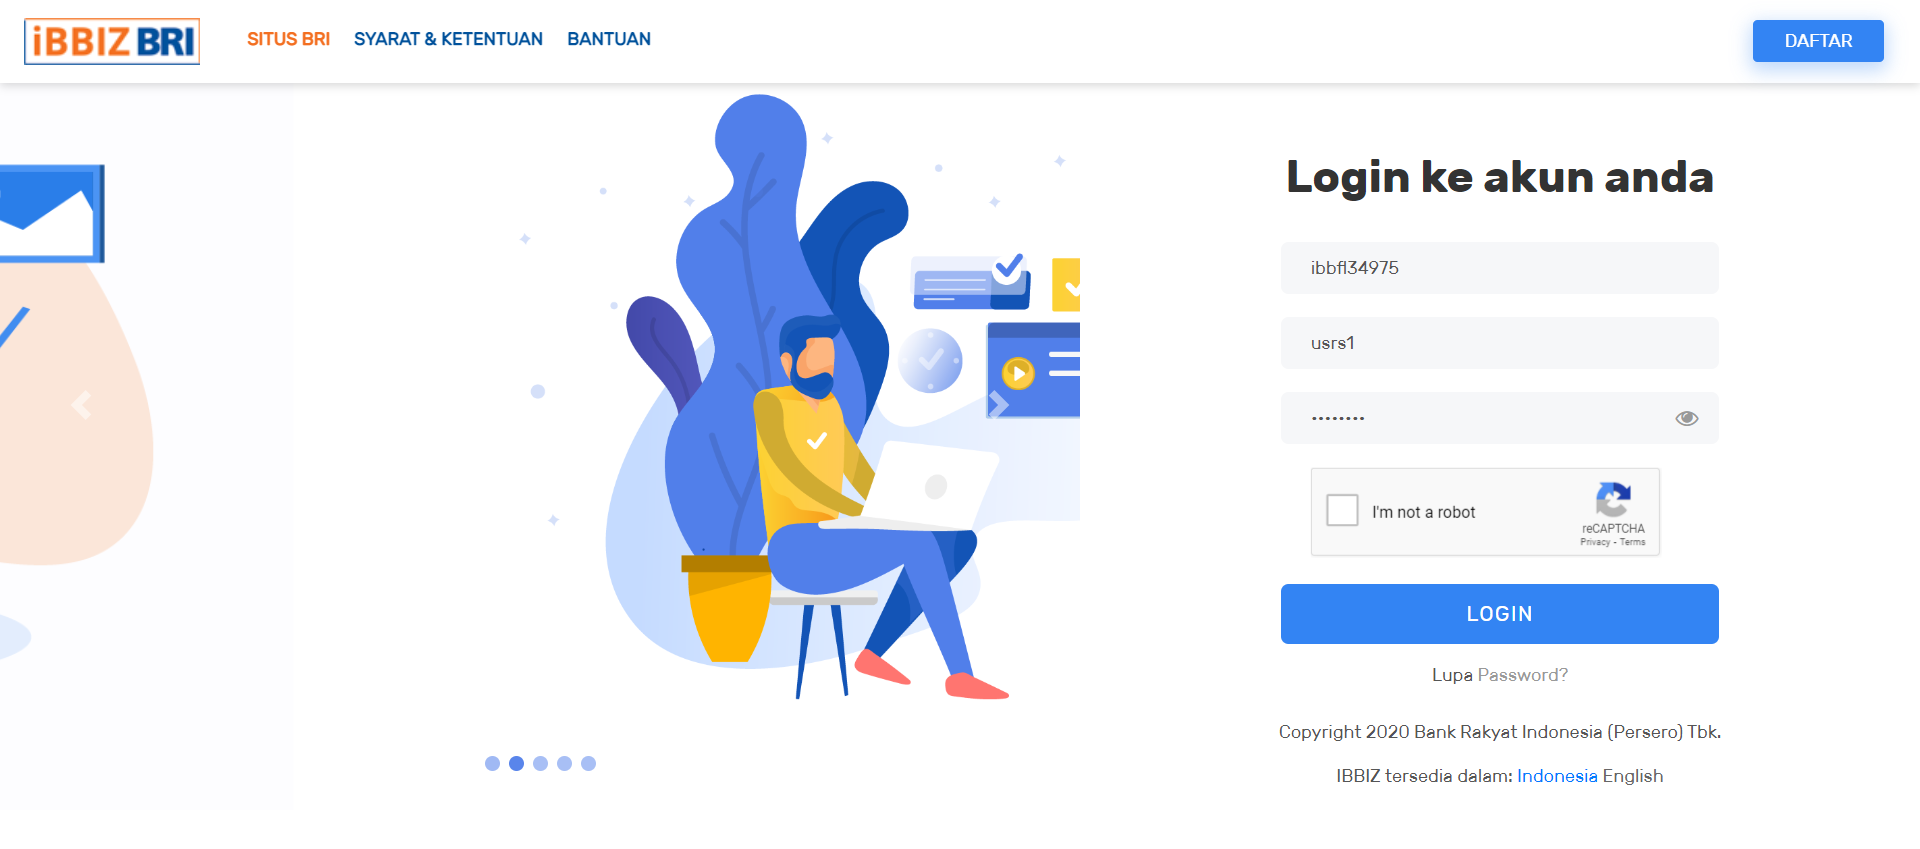 iBBIZ BRI
SITUS BRI
SYARAT & KETENTUAN
BANTUAN
DAFTAR
Login ke akun anda
ibbfl34975
usrs1
••••••••
I'm not a robot
reCAPTCHA
Privacy - Terms
LOGIN
Lupa Password?
Copyright 2020 Bank Rakyat Indonesia (Persero) Tbk.
IBBIZ tersedia dalam: Indonesia English